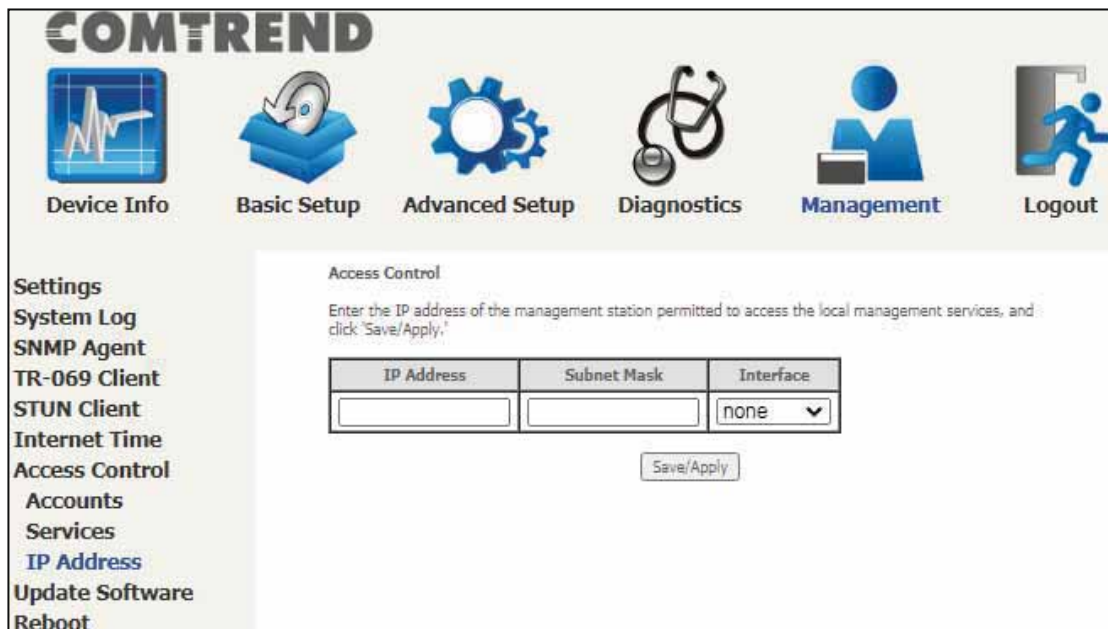 COMTREND
Device Info
Basic Setup
Advanced Setup
Diagnostics
Management
Logout
Settings
System Log
SNMP Agent
TR-069 Client
STUN Client
Internet Time
Access Control
Accounts
Services
IP Address
Update Software
Reboot
Access Control
Enter the IP address of the management station permitted to access the local management services, and
click 'Save/Apply.'
IP Address Subnet Mask Interface
none
Save/Apply